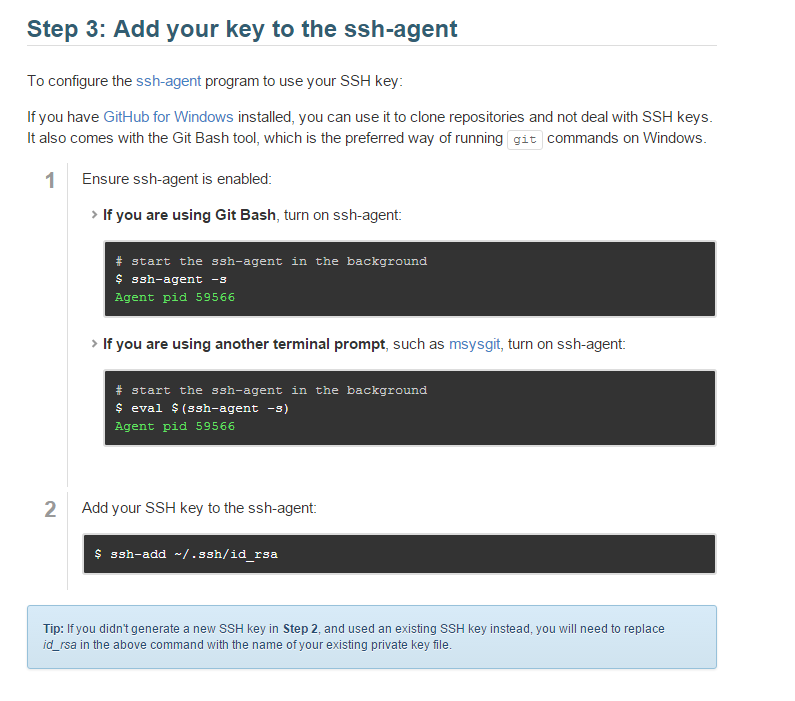 Step 3: Add your key to the ssh-agent
To configure the ssh-agent program to use your SSH key:
If you have GitHub for Windows installed, you can use it to clone repositories and not deal with SSH keys.
It also comes with the Git Bash tool, which is the preferred way of running git commands on Windows.
1 Ensure ssh-agent is enabled:
If you are using Git Bash, turn on ssh-agent:
# start the ssh-agent in the background
$ ssh-agent -s
Agent pid 59566
If you are using another terminal prompt, such as msysgit, turn on ssh-agent:
# start the ssh-agent in the background
$ eval $(ssh-agent -s)
Agent pid 59566
2 Add your SSH key to the ssh-agent:
$ ssh-add ~/.ssh/id_rsa
Tip: If you didn't generate a new SSH key in Step 2, and used an existing SSH key instead, you will need to replace
id_rsa in the above command with the name of your existing private key file.